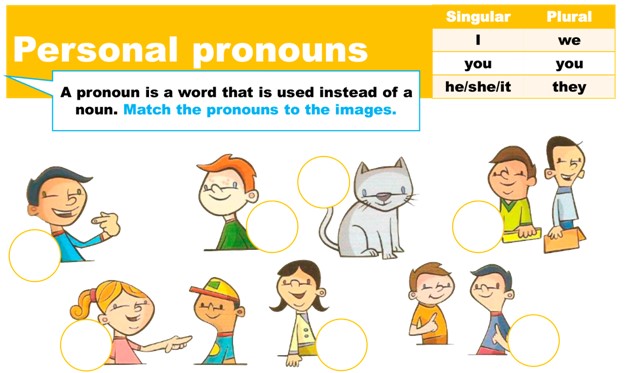 Personal pronouns
Singular Plural
I we
you you
he/she/it they
A pronoun is a word that is used instead of a
noun. Match the pronouns to the images.